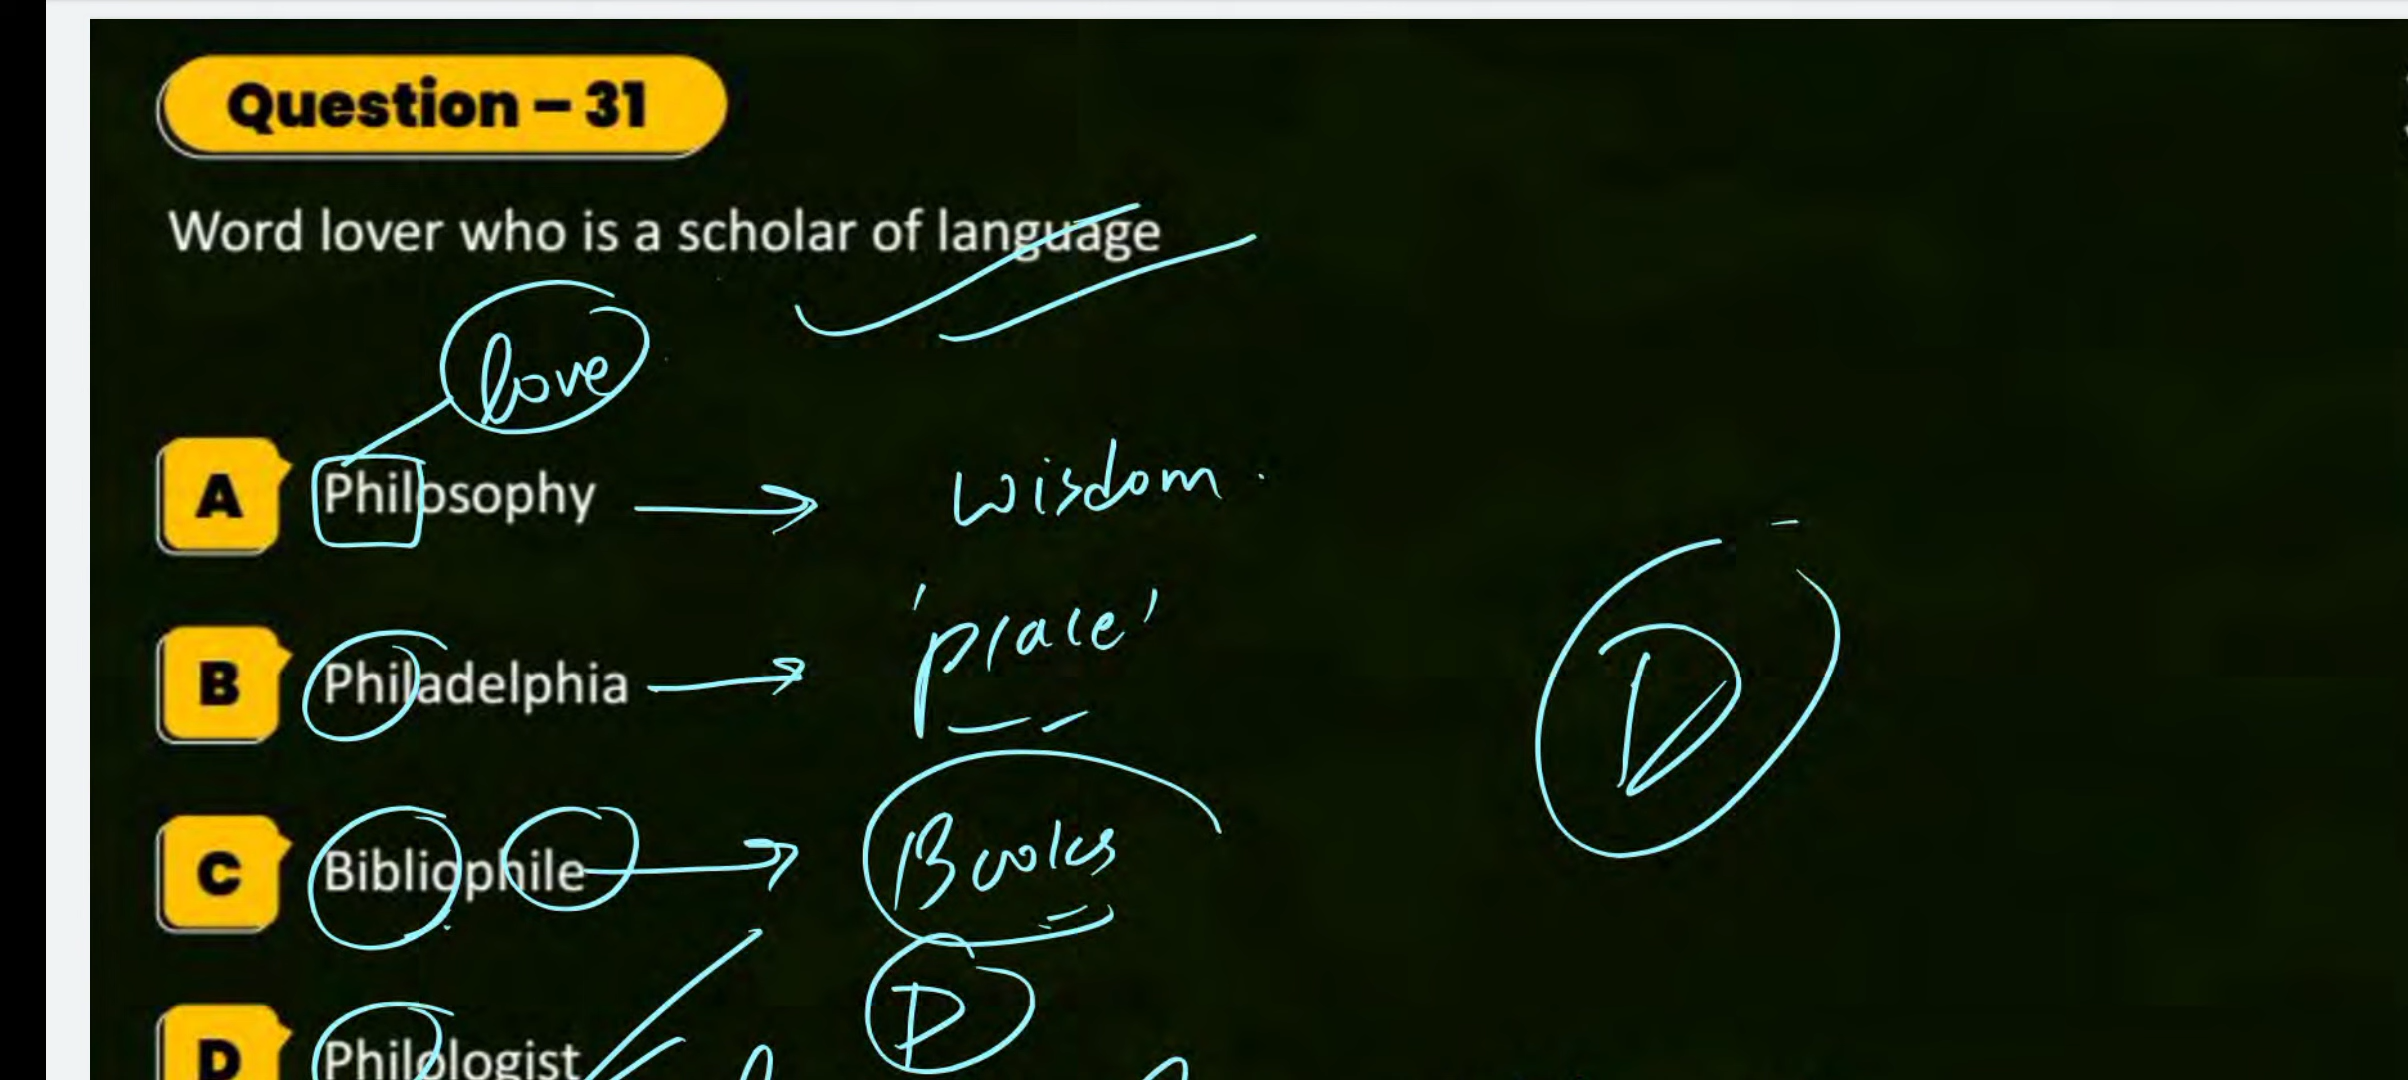 Question – 31
Word lover who is a scholar of language
love
A Philosophy wisdom.
B Philadelphia 'place'
C Bibliophile Books
D
D
D Philologist